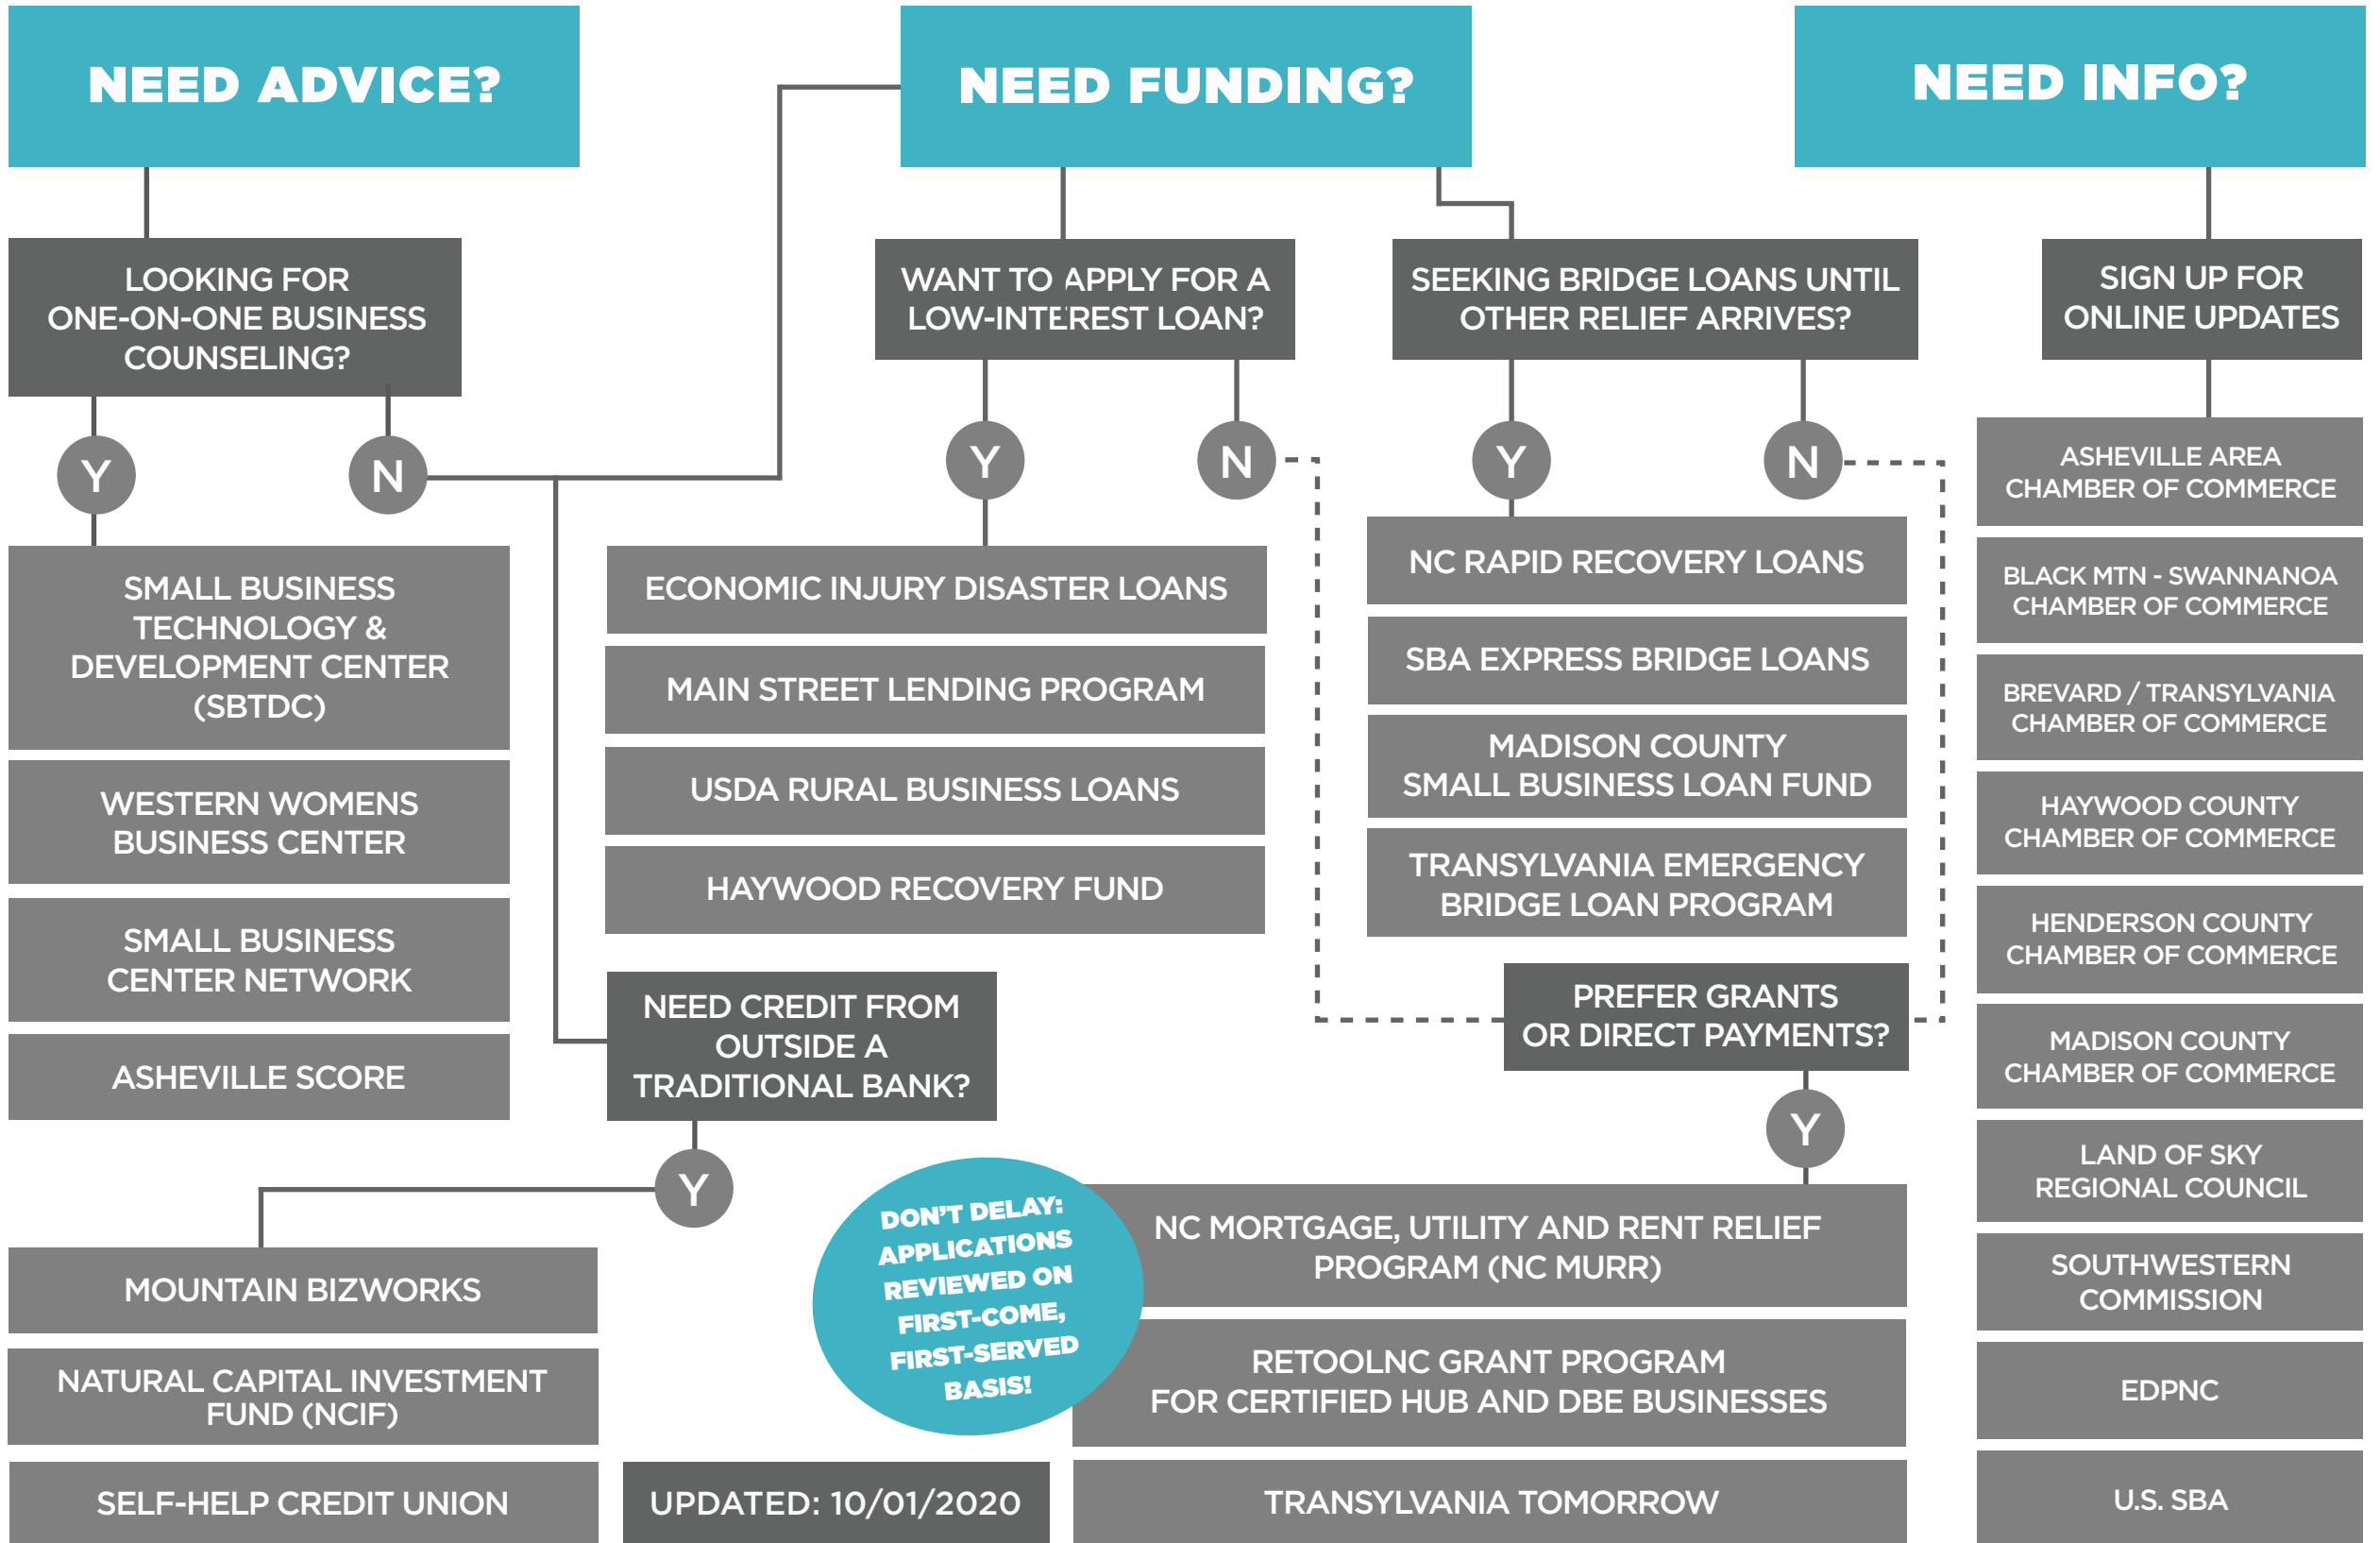 NEED ADVICE?
LOOKING FOR
ONE-ON-ONE BUSINESS
COUNSELING?
Y
N
SMALL BUSINESS
TECHNOLOGY &
DEVELOPMENT CENTER
(SBTDC)
WESTERN WOMENS
BUSINESS CENTER
SMALL BUSINESS
CENTER NETWORK
ASHEVILLE SCORE
NEED FUNDING?
WANT TO APPLY FOR A
LOW-INTEREST LOAN?
Y
N
ECONOMIC INJURY DISASTER LOANS
MAIN STREET LENDING PROGRAM
USDA RURAL BUSINESS LOANS
HAYWOOD RECOVERY FUND
NEED CREDIT FROM
OUTSIDE A
TRADITIONAL BANK?
Y
MOUNTAIN BIZWORKS
NATURAL CAPITAL INVESTMENT
FUND (NCIF)
SELF-HELP CREDIT UNION
SEEKING BRIDGE LOANS UNTIL
OTHER RELIEF ARRIVES?
Y
N
NC RAPID RECOVERY LOANS
SBA EXPRESS BRIDGE LOANS
MADISON COUNTY
SMALL BUSINESS LOAN FUND
TRANSYLVANIA EMERGENCY
BRIDGE LOAN PROGRAM
PREFER GRANTS
OR DIRECT PAYMENTS?
Y
NC MORTGAGE, UTILITY AND RENT RELIEF
PROGRAM (NC MURR)
RETOOLNC GRANT PROGRAM
FOR CERTIFIED HUB AND DBE BUSINESSES
TRANSYLVANIA TOMORROW
DON'T DELAY:
APPLICATIONS
REVIEWED ON
FIRST-COME,
FIRST-SERVED
BASIS!
UPDATED: 10/01/2020
NEED INFO?
SIGN UP FOR
ONLINE UPDATES
ASHEVILLE AREA
CHAMBER OF COMMERCE
BLACK MTN - SWANNANOA
CHAMBER OF COMMERCE
BREVARD / TRANSYLVANIA
CHAMBER OF COMMERCE
HAYWOOD COUNTY
CHAMBER OF COMMERCE
HENDERSON COUNTY
CHAMBER OF COMMERCE
MADISON COUNTY
CHAMBER OF COMMERCE
LAND OF SKY
REGIONAL COUNCIL
SOUTHWESTERN
COMMISSION
EDPNC
U.S. SBA